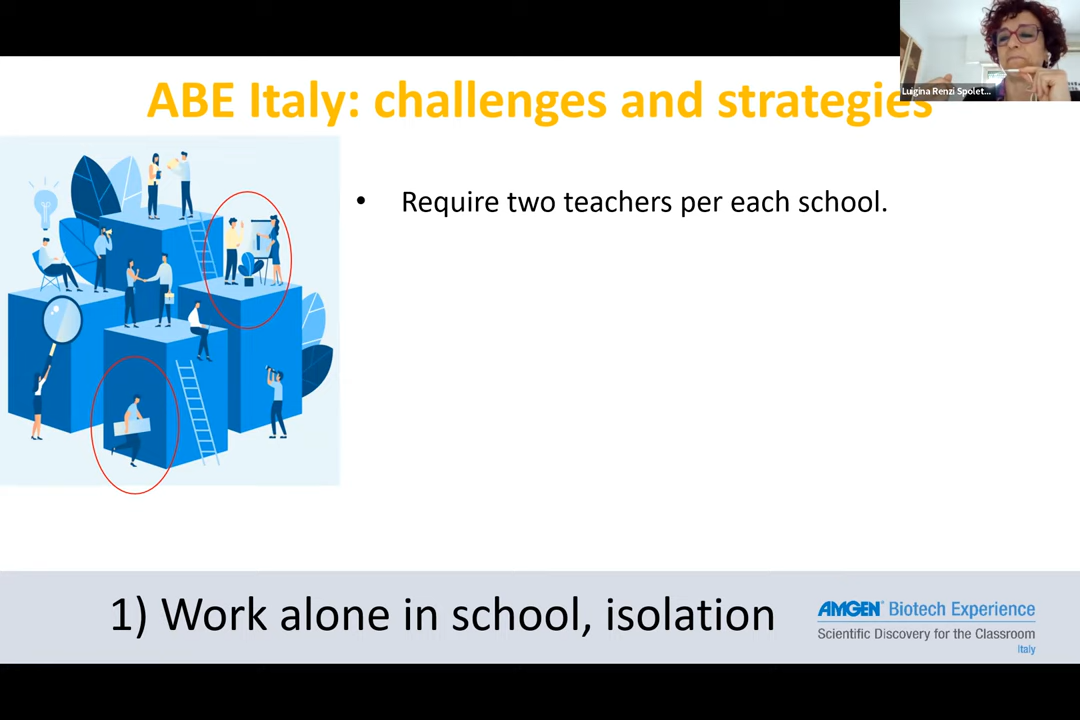 Luigina Renzi Spolet...
ABE Italy: challenges and strategies
• Require two teachers per each school.
1) Work alone in school, isolation
AMGEN® Biotech Experience
Scientific Discovery for the Classroom
Italy